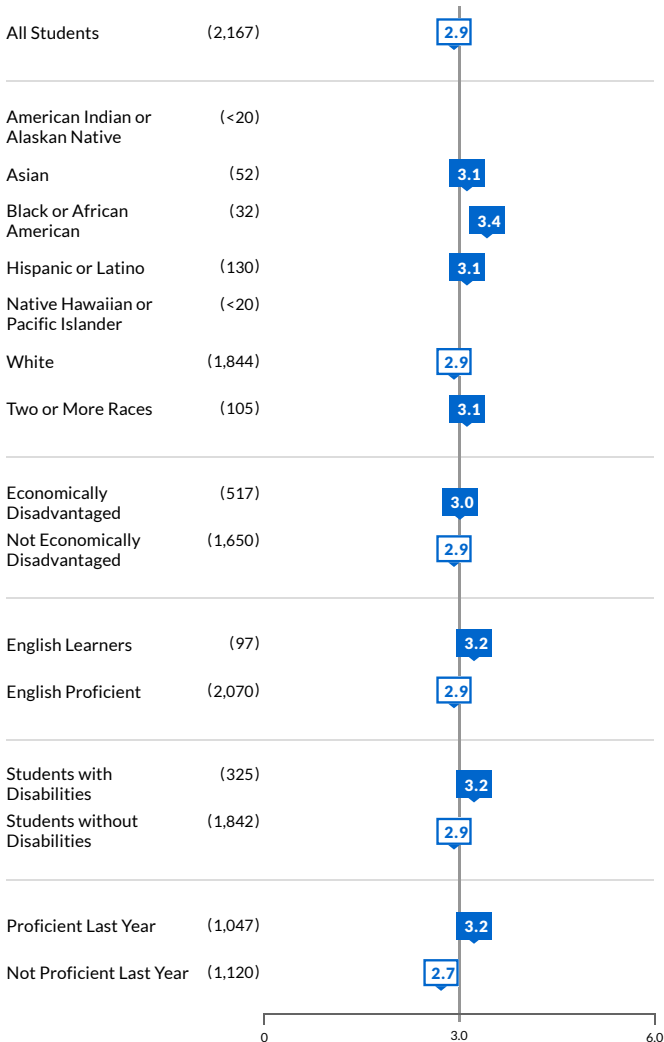 All Students (2,167) 2.9
American Indian or (<20)
Alaskan Native
Asian (52) 3.1
Black or African (32) 3.4
American
Hispanic or Latino (130) 3.1
Native Hawaiian or (<20)
Pacific Islander
White (1,844) 2.9
Two or More Races (105) 3.1
Economically (517) 3.0
Disadvantaged
Not Economically (1,650) 2.9
Disadvantaged
English Learners (97) 3.2
English Proficient (2,070) 2.9
Students with (325) 3.2
Disabilities
Students without (1,842) 2.9
Disabilities
Proficient Last Year (1,047) 3.2
Not Proficient Last Year (1,120) 2.7
0 3.0 6.0